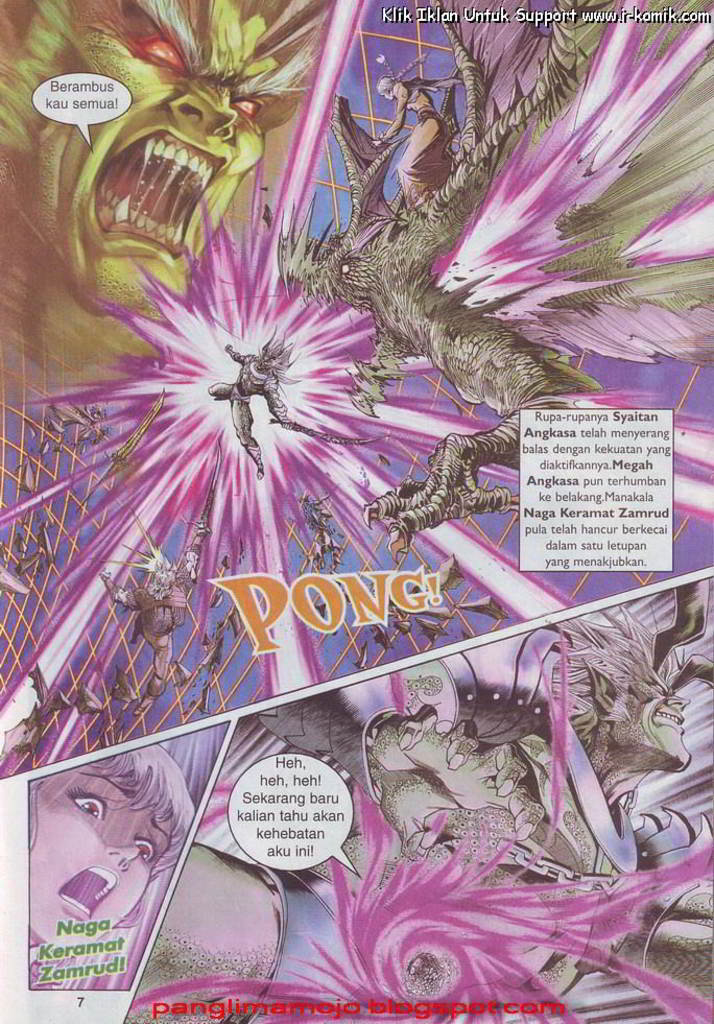 Klik Iklan Untuk Support www.i-komik.com
Berambus
kau semua!
Rupa-rupanya Syaitan
Angkasa telah menyerang
balas dengan kekuatan yang
diaktifkannya.Megah
Angkasa pun terhumban
ke belakang.Manakala
Naga Keramat Zamrud
pula telah hancur berkecai
dalam satu letupan
yang menakjubkan.
PONG!
Heh,
heh, heh!
Sekarang baru
kalian tahu akan
kehebatan
aku ini!
Naga
Keramat
Zamrud!
7
panglimamojo.blogspot.com